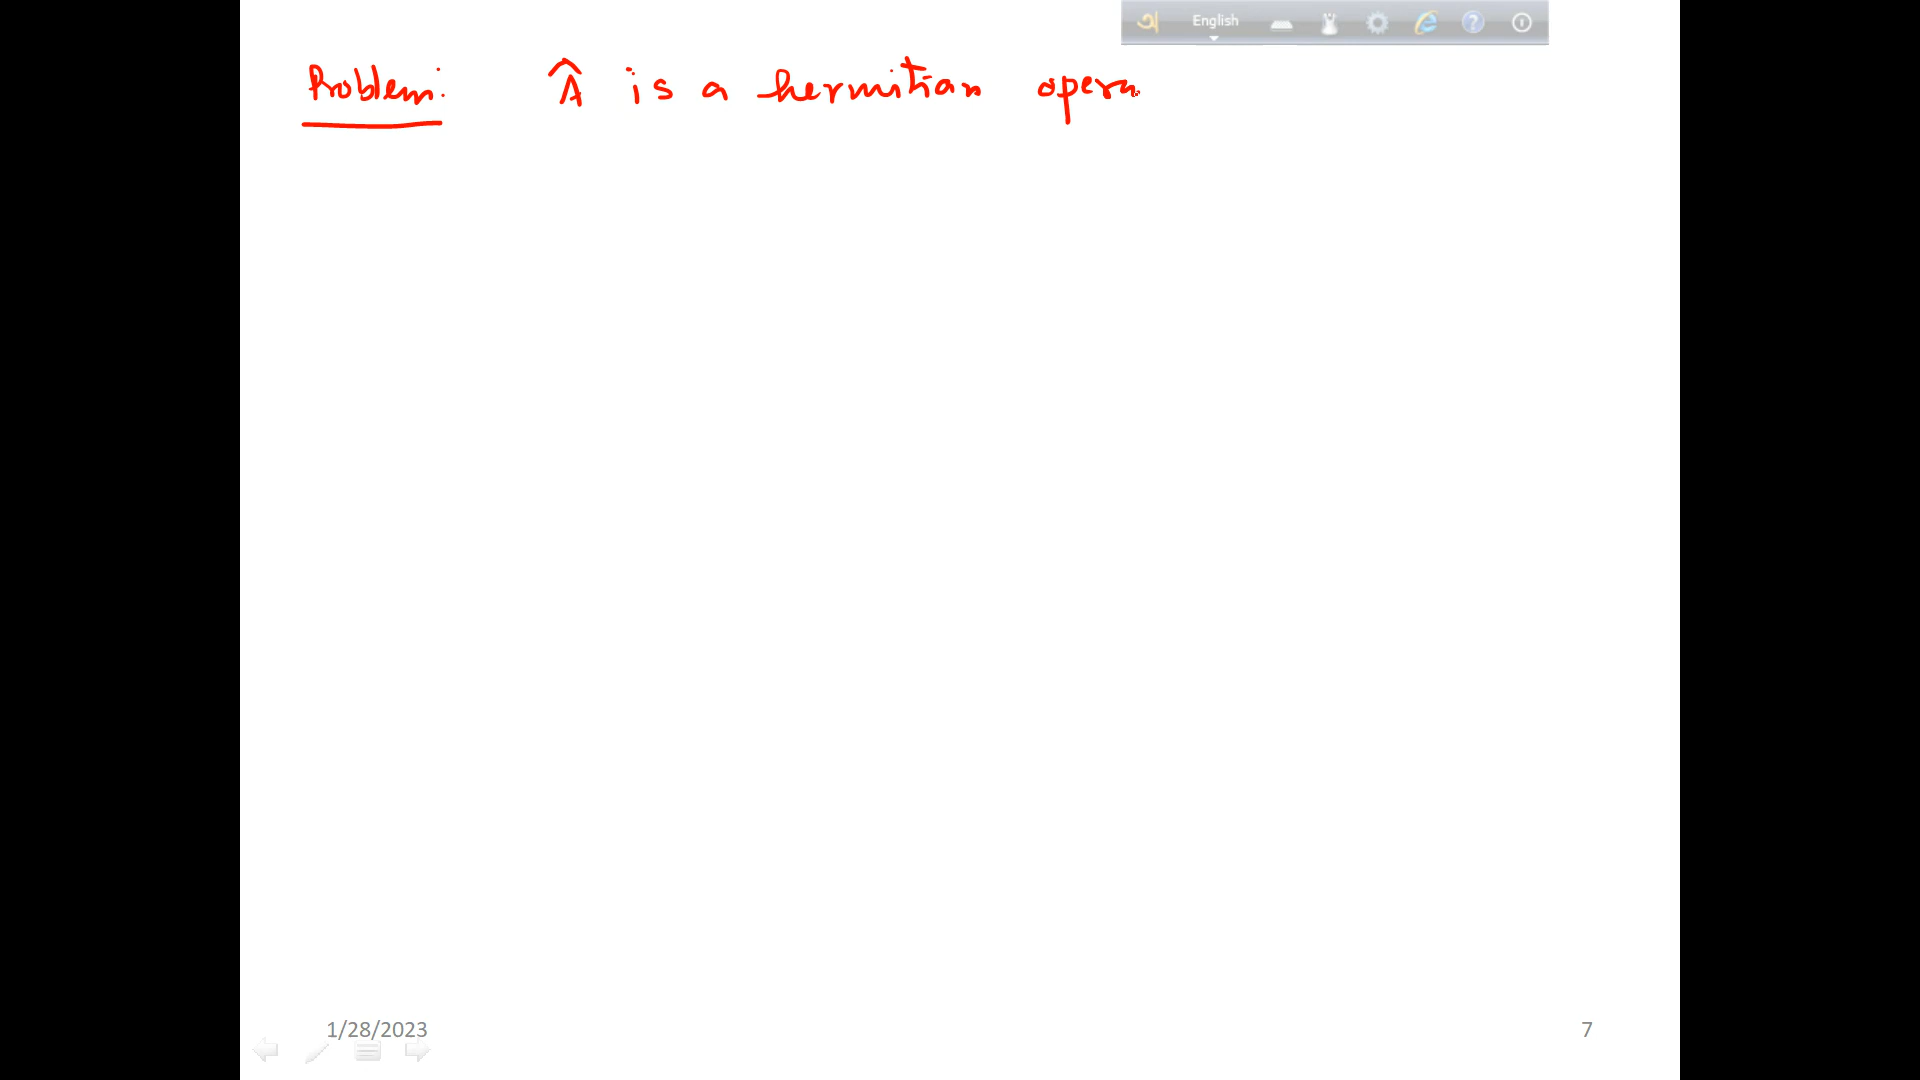 অ English
Problem: Â is a hermitian opera
1/28/2023 7